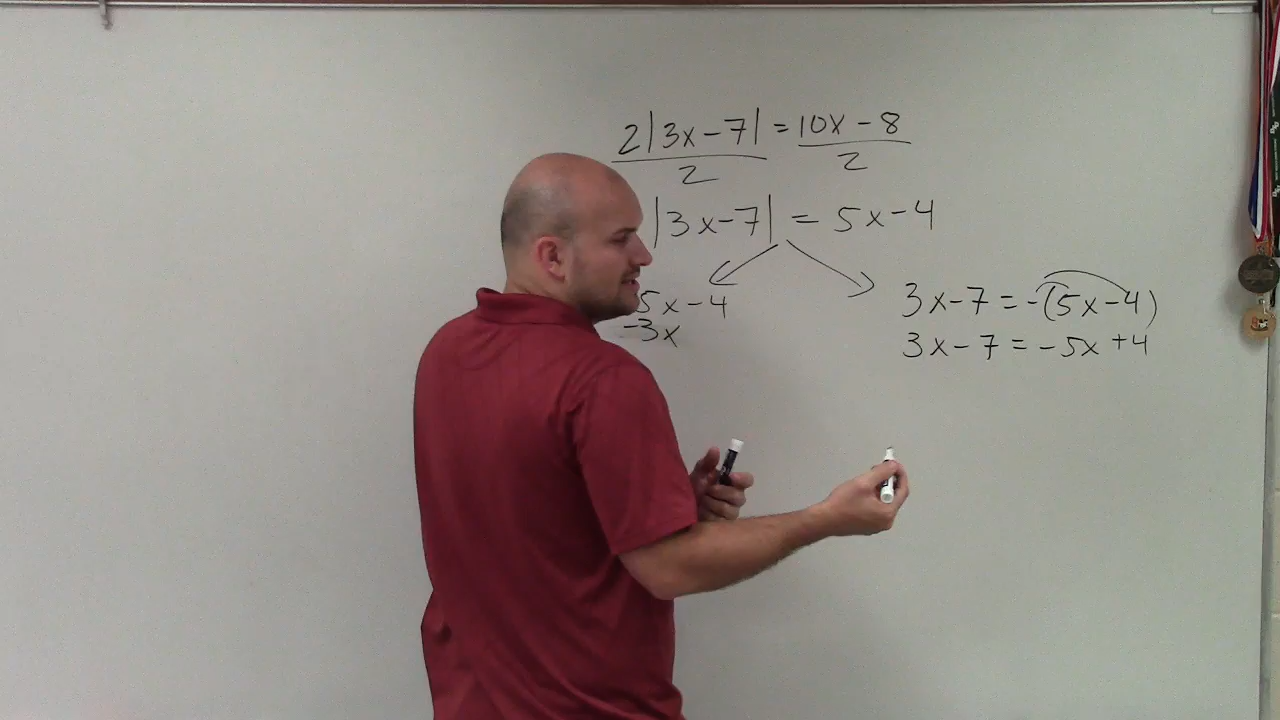 2|3x-7| = 10x-8
2 2
|3x-7| = 5x-4
5x-4
-3x
3x-7 = -(5x-4)
3x-7 = -5x+4